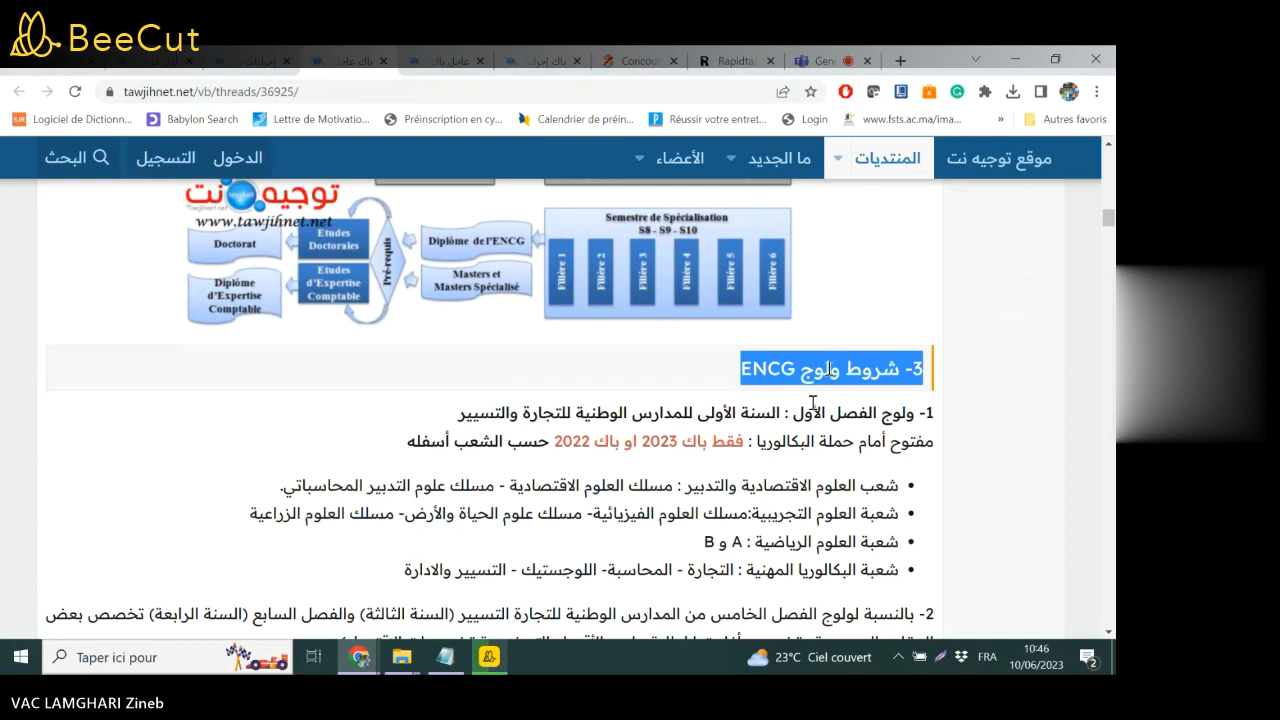 BeeCut
باك عاجل
عاجل باك
Concou
Rapidta
Gen
tawjihnet.net/vb/threads/36925/
Logiciel de Dictionn...
Babylon Search
Lettre de Motivatio...
Préinscription en cy...
Calendrier de préin...
Réussir votre entret...
Login
www.fsts.ac.ma/ima...
»
Autres favoris
موقع توجيه نت
المنتديات
ما الجديد
الأعضاء
الدخول
التسجيل
البحث
توجيه نت
www.tawjihnet.net
Doctorat
Etudes Doctorales
Diplôme d'Expertise Comptable
Etudes d'Expertise Comptable
Pré-requis
Diplôme de l'ENCG
Masters et
Masters Spécialisé
Semestre de Spécialisation
S8 - S9 - S10
Filière 1
Filière 2
Filière 3
Filière 4
Filière 5
Filière 6
3- شروط ولوج ENCG
1- ولوج الفصل الأول : السنة الأولى للمدارس الوطنية للتجارة والتسيير
مفتوح أمام حملة البكالوريا : فقط باك 2023 او باك 2022 حسب الشعب أسفله
• شعب العلوم الاقتصادية والتدبير : مسلك العلوم الاقتصادية - مسلك علوم التدبير المحاسباتي.
• شعبة العلوم التجريبية:مسلك العلوم الفيزيائية- مسلك علوم الحياة والأرض- مسلك العلوم الزراعية
• شعبة العلوم الرياضية : A و B
• شعبة البكالوريا المهنية : التجارة - المحاسبة- اللوجستيك - التسيير والادارة
2- بالنسبة لولوج الفصل الخامس من المدارس الوطنية للتجارة التسيير (السنة الثالثة) والفصل السابع (السنة الرابعة) تخصص بعض
Taper ici pour
23°C Ciel couvert
FRA
10:46
10/06/2023
2
VAC LAMGHARI Zineb